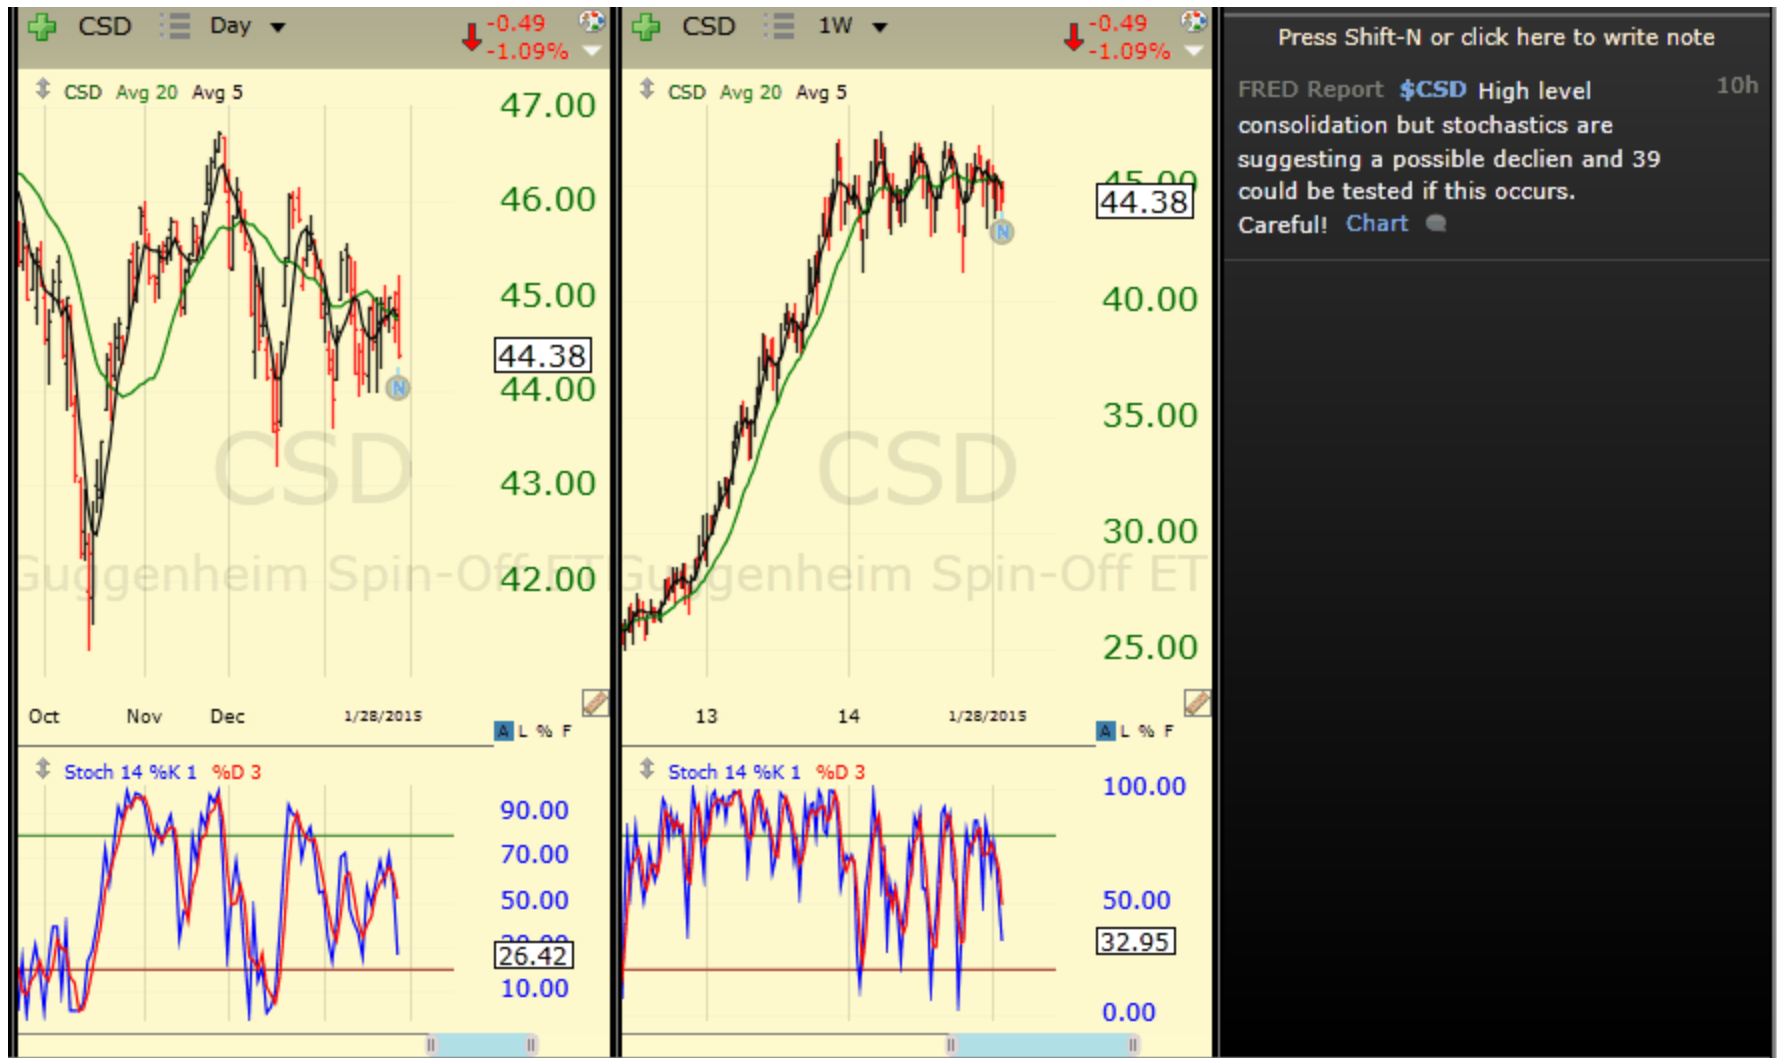 CSD Day -0.49
-1.09%
CSD Avg 20 Avg 5
47.00
46.00
45.00
44.38
N
44.00
CSD
43.00
Guggenheim Spin-Off ET
42.00
Oct Nov Dec 1/28/2015
A L % F
Stoch 14 %K 1 %D 3
90.00
70.00
50.00
26.42
10.00
CSD 1W -0.49
-1.09%
CSD Avg 20 Avg 5
45.00
44.38
N
40.00
35.00
CSD
30.00
Guggenheim Spin-Off ET
25.00
13 14 1/28/2015
A L % F
Stoch 14 %K 1 %D 3
100.00
50.00
32.95
0.00
Press Shift-N or click here to write note
FRED Report $CSD High level 10h
consolidation but stochastics are
suggesting a possible declien and 39
could be tested if this occurs.
Careful! Chart